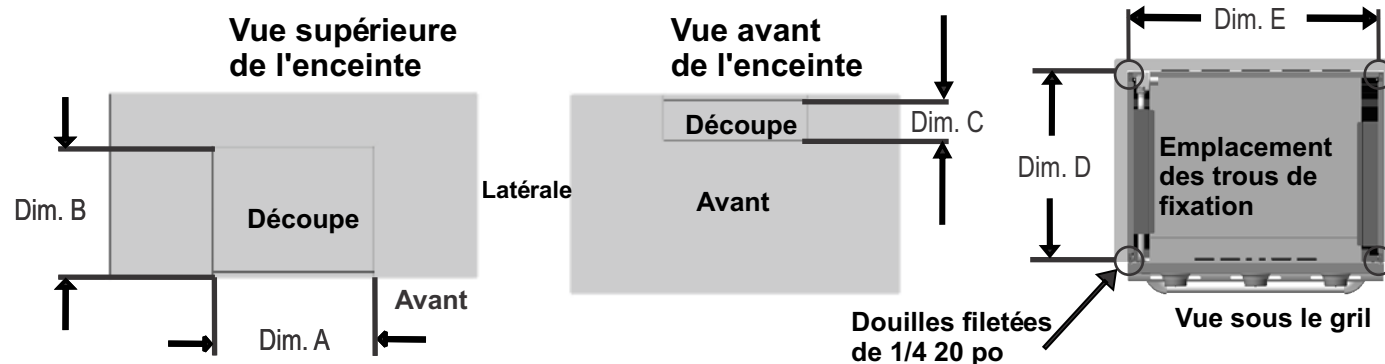 Vue supérieure
de l'enceinte
Dim. B
Découpe
Dim. A
Avant
Vue avant
de l'enceinte
Découpe
Dim. C
Latérale
Avant
Dim. E
Dim. D
Emplacement
des trous de
fixation
Douilles filetées
de 1/4 20 po
Vue sous le gril